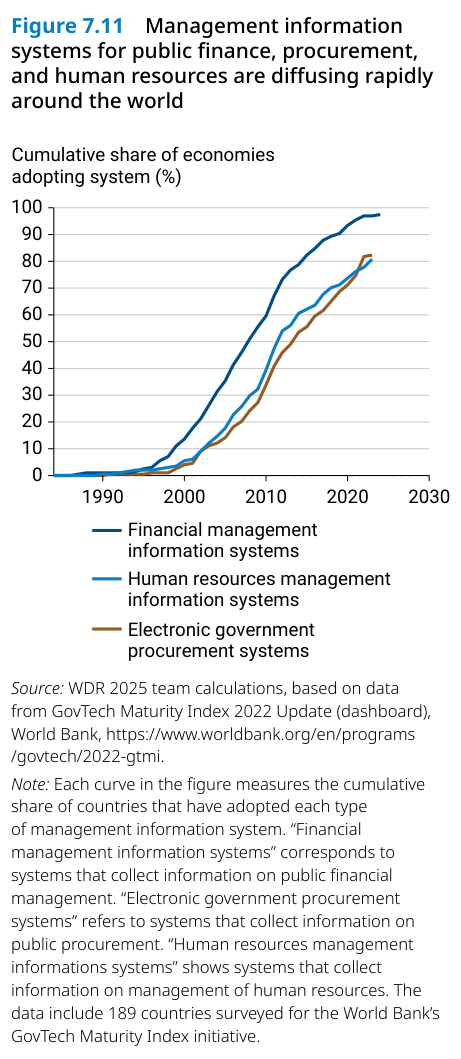 Figure 7.11 Management information
systems for public finance, procurement,
and human resources are diffusing rapidly
around the world
Cumulative share of economies
adopting system (%)
100
90
80
70
60
50
40
30
20
10
0
1990 2000 2010 2020 2030
Financial management
information systems
Human resources management
information systems
Electronic government
procurement systems
Source: WDR 2025 team calculations, based on data
from GovTech Maturity Index 2022 Update (dashboard),
World Bank, https://www.worldbank.org/en/programs
/govtech/2022-gtmi.
Note: Each curve in the figure measures the cumulative
share of countries that have adopted each type
of management information system. “Financial
management information systems” corresponds to
systems that collect information on public financial
management. “Electronic government procurement
systems” refers to systems that collect information on
public procurement. “Human resources management
informations systems” shows systems that collect
information on management of human resources. The
data include 189 countries surveyed for the World Bank’s
GovTech Maturity Index initiative.